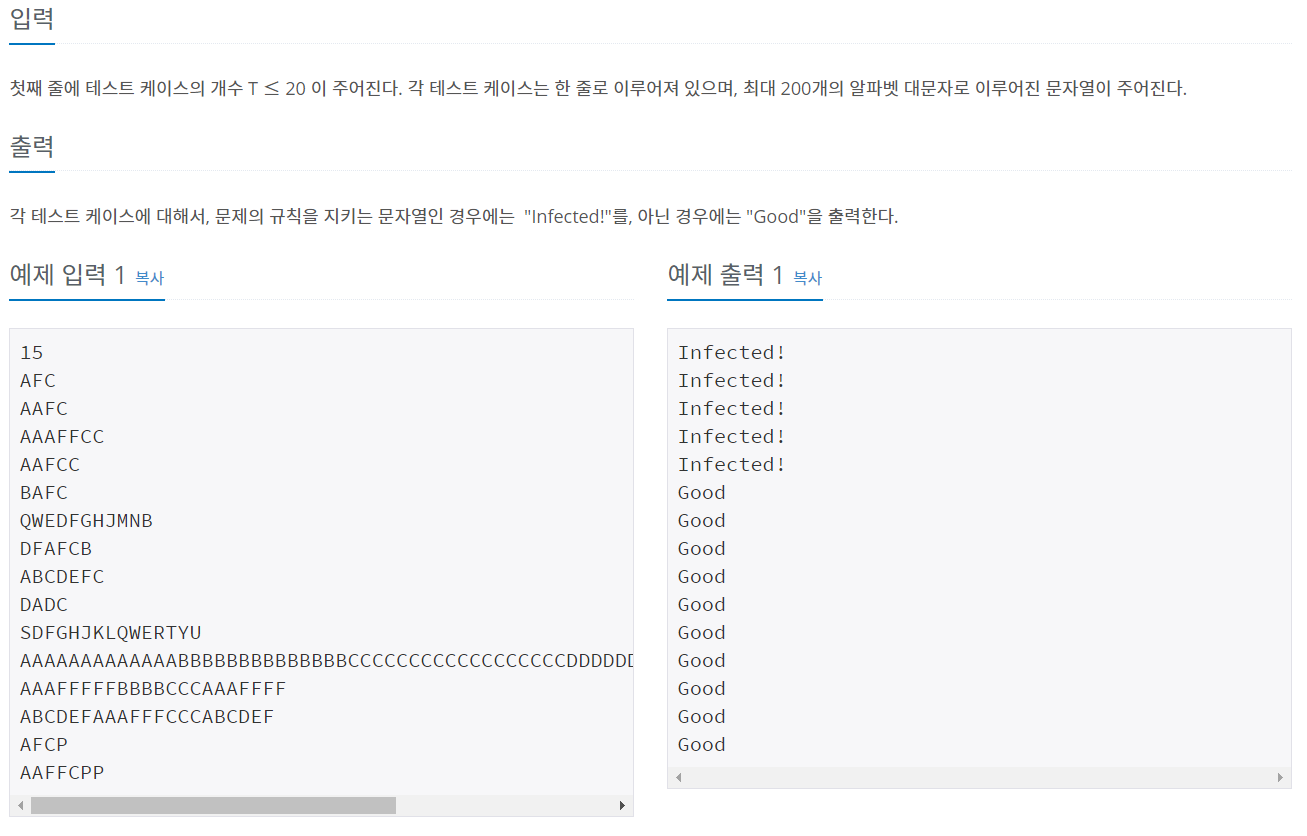 입력
첫째 줄에 테스트 케이스의 개수 T ≤ 20 이 주어진다. 각 테스트 케이스는 한 줄로 이루어져 있으며, 최대 200개의 알파벳 대문자로 이루어진 문자열이 주어진다.
출력
각 테스트 케이스에 대해서, 문제의 규칙을 지키는 문자열인 경우에는 "Infected!"를, 아닌 경우에는 "Good"을 출력한다.
예제 입력 1 복사
15
AFC
AAFC
AAAFFCC
AAFCC
BAFC
QWEDFGHJMNB
DFAFCB
ABCDEFC
DADC
SDFGHJKLQWERTYU
AAAAAAAAAAAAABBBBBBBBBBBBBBCCCCCCCCCCCCCCCCCCDDDDDD
AAAFFFFFBBBBCCCAAAFFFF
ABCDEFAAAFFFCCCABCDEF
AFCP
AAFFCPP
예제 출력 1 복사
Infected!
Infected!
Infected!
Infected!
Infected!
Good
Good
Good
Good
Good
Good
Good
Good
Good
Good